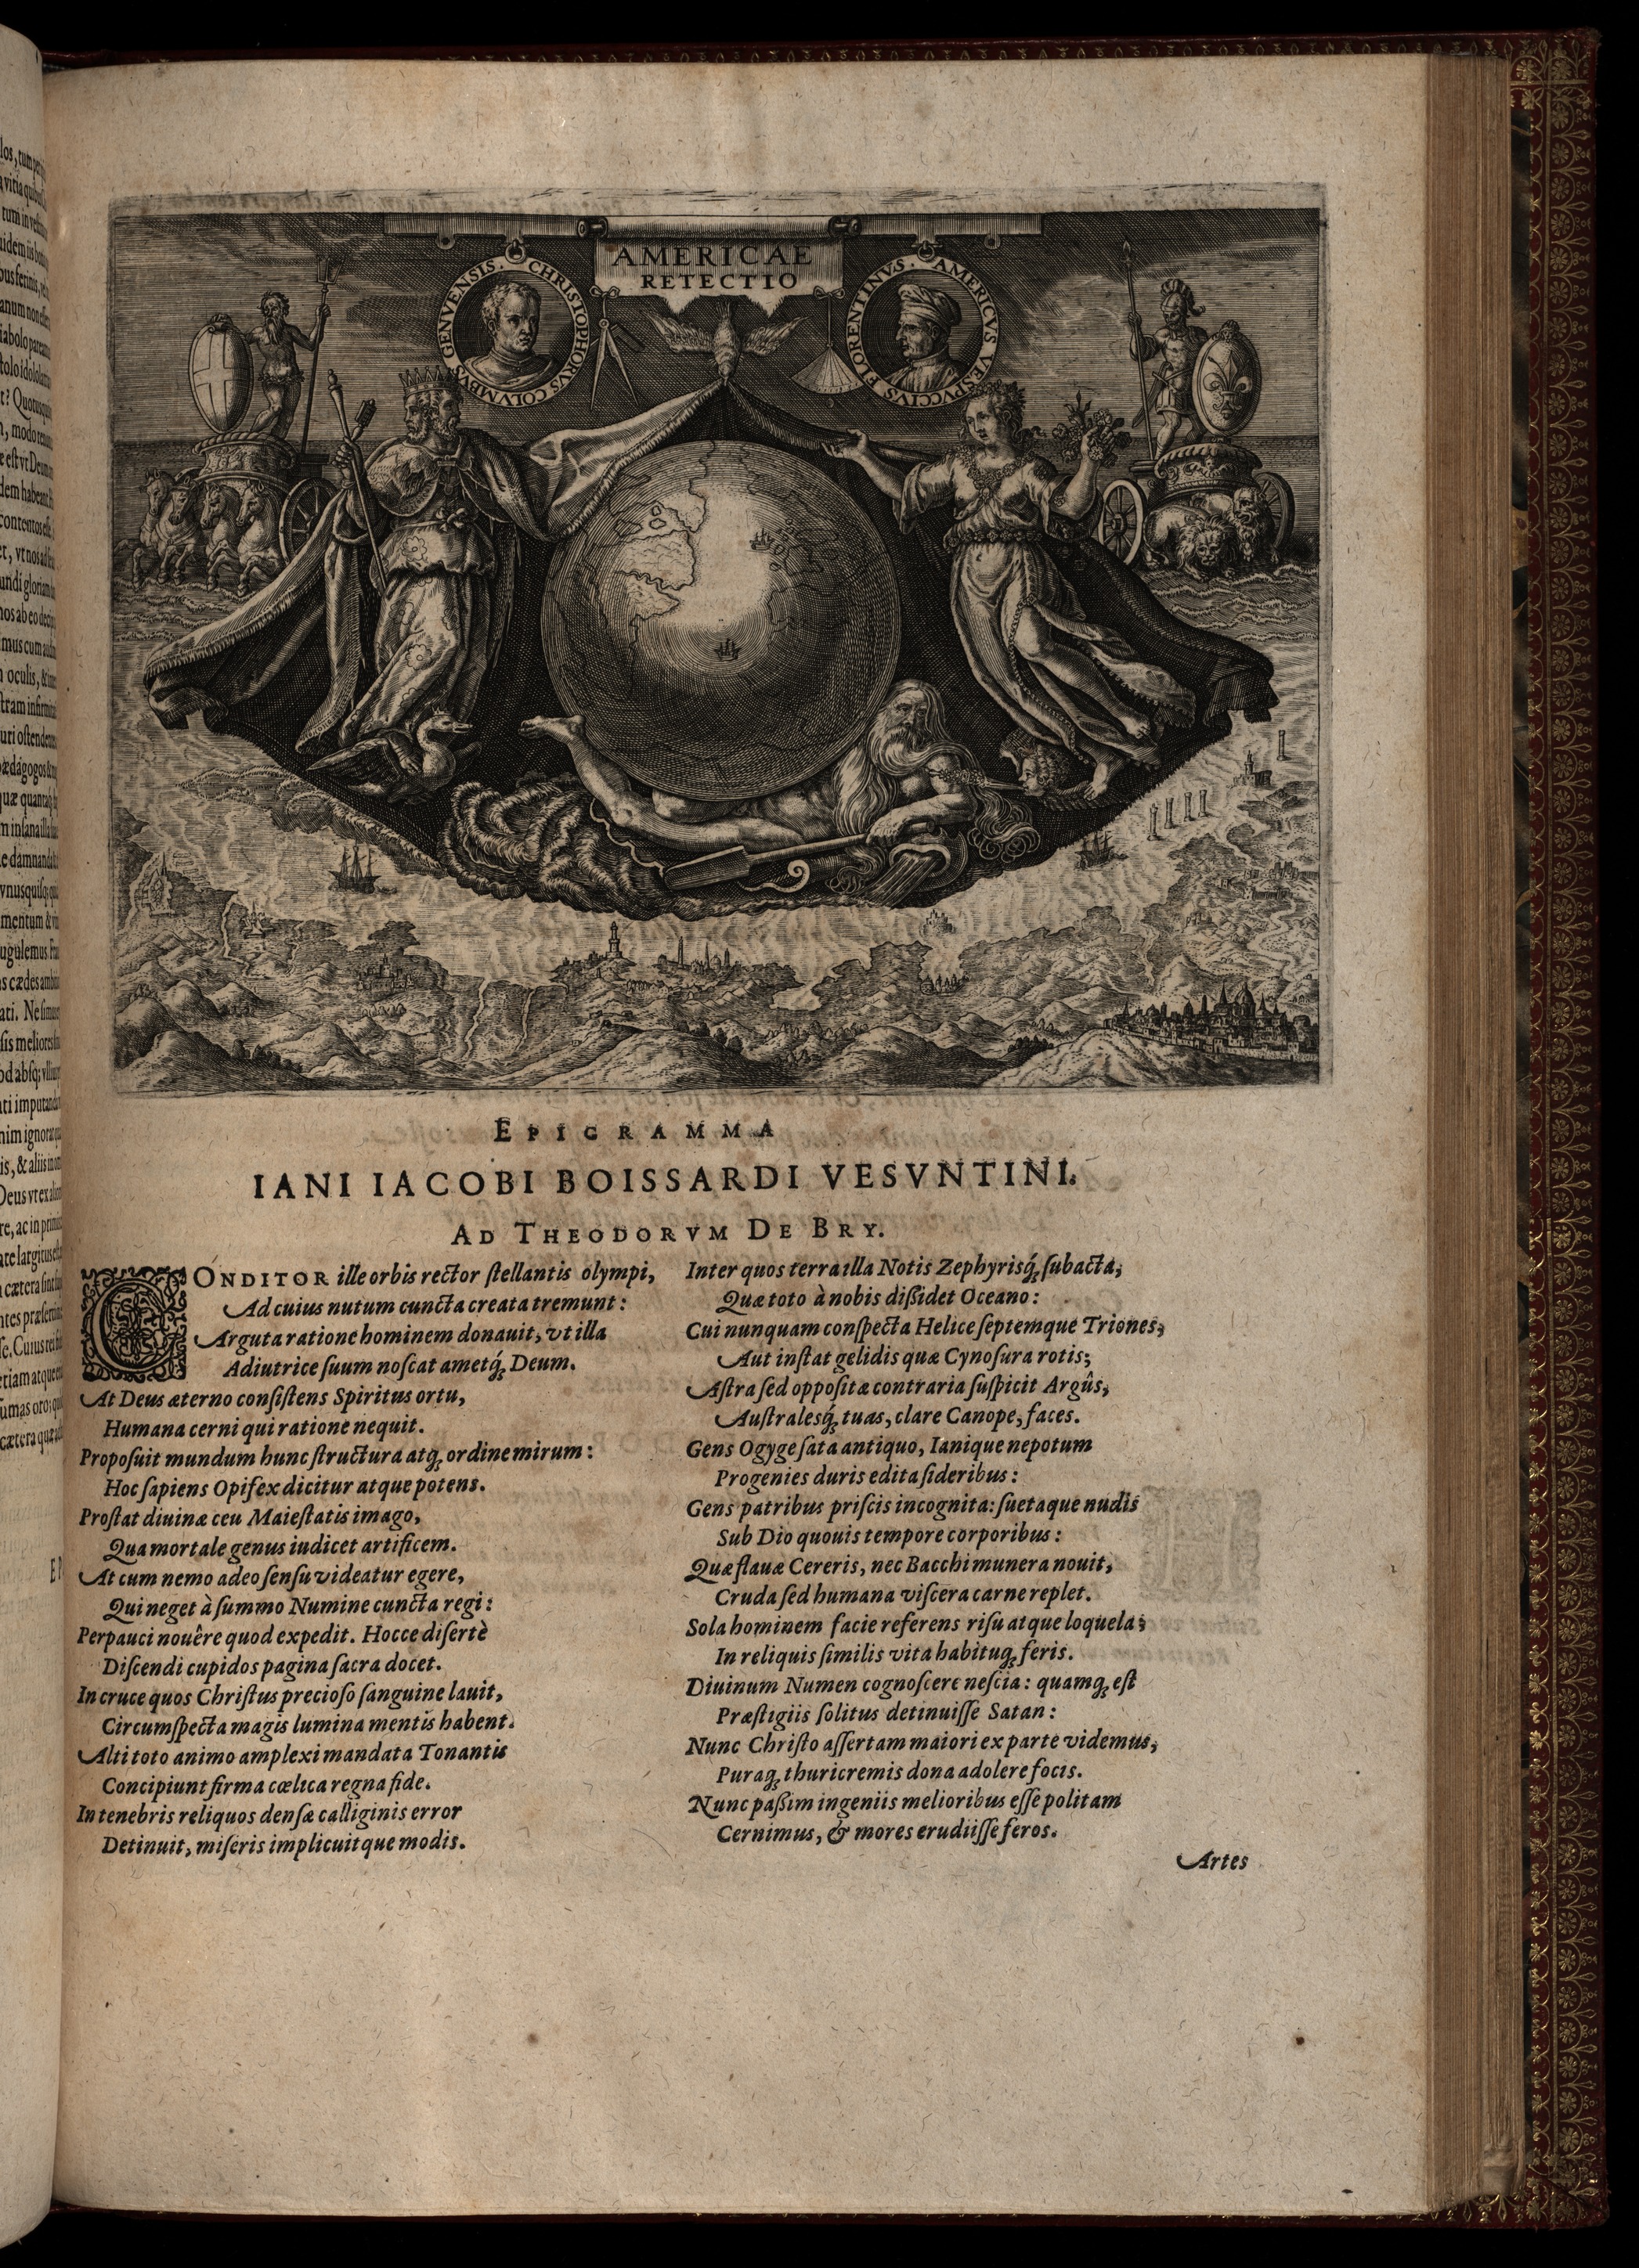 AMERICAE
RETECTIO
CHRISTOPHORUS COLVMBVS GENVENSIS.
AMERICVS VESPVCCIVS FLORENTINVS.
EPIGRAMMA
IANI IACOBI BOISSARDI VESVNTINI.
AD THEODORVM DE BRY.
CONDITOR ille orbis rector ſtellantis olympi,
Ad cuius nutum cuncta creata tremunt:
Arguta ratione hominem donauit, vt illa
Adiutrice ſuum noſcat ametq́; Deum.
At Deus æterno conſiſtens Spiritus ortu,
Humana cerni qui ratione nequit.
Propoſuit mundum hunc ſtructura atq; ordine mirum:
Hoc ſapiens Opifex dicitur atque potens.
Proſtat diuinæ ceu Maieſtatis imago,
Qua mortale genus iudicet artificem.
At cum nemo adeo ſenſu videatur egere,
Qui neget à ſummo Numine cuncta regi:
Perpauci nouêre quod expedit. Hocce diſertè
Diſcendi cupidos pagina ſacra docet.
In cruce quos Chriſtus precioſo ſanguine lauit,
Circumſpecta magis lumina mentis habent.
Alti toto animo amplexi mandata Tonantis
Concipiunt firma cœlica regna fide.
In tenebris reliquos denſæ calliginis error
Detinuit, miſeris implicuitque modis.
Inter quos terra illa Notis Zephyrisq́; ſubacta;
Quæ toto à nobis diſſidet Oceano:
Cui nunquam conſpecta Helice ſeptemque Triones;
Aut inſtat gelidis quæ Cynoſura rotis;
Aſtra ſed oppoſitæ contraria ſuſpicit Argûs,
Auſtralesq́; tuas, clare Canope, faces.
Gens Ogyge ſata antiquo, Ianique nepotum
Progenies duris edita ſideribus:
Gens patribus priſcis incognita: ſuetaque nudis
Sub Dio quouis tempore corporibus:
Quæ flauæ Cereris, nec Bacchi munera nouit,
Cruda ſed humana viſcera carne replet.
Sola hominem facie referens riſu atque loquela;
In reliquis ſimilis vita habituq; feris.
Diuinum Numen cognoſcere neſcia: quamq; eſt
Præſtigiis ſolitus detinuiſſe Satan:
Nunc Chriſto aſſertam maiori ex parte videmus,
Puraq; thuricremis dona adolere focis.
Nunc paſſim ingeniis melioribus eſſe politam
Cernimus, & mores erudiiſſe feros.
Artes